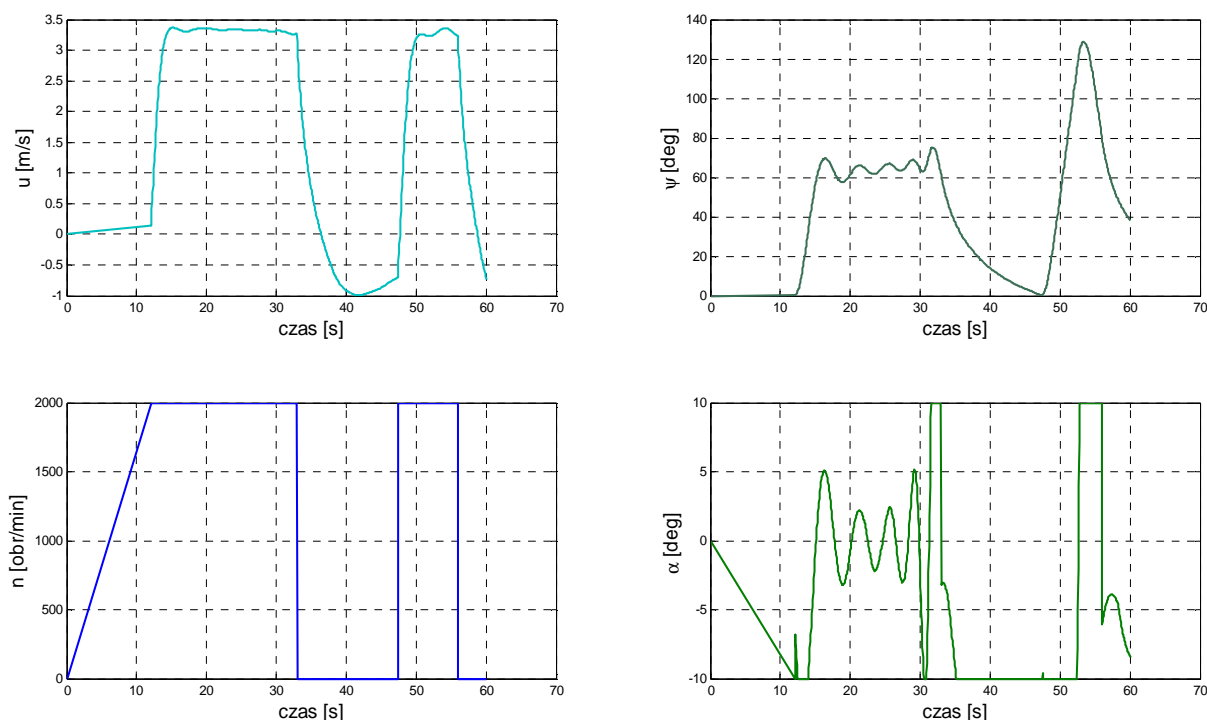 3.5
3
2.5
2
1.5
1
0.5
0
-0.5
-1
u [m/s]
0 10 20 30 40 50 60 70
czas [s]
140
120
100
80
60
40
20
0
ψ [deg]
0 10 20 30 40 50 60 70
czas [s]
2000
1500
1000
500
0
n [obr/min]
0 10 20 30 40 50 60 70
czas [s]
10
5
0
-5
-10
α [deg]
0 10 20 30 40 50 60 70
czas [s]